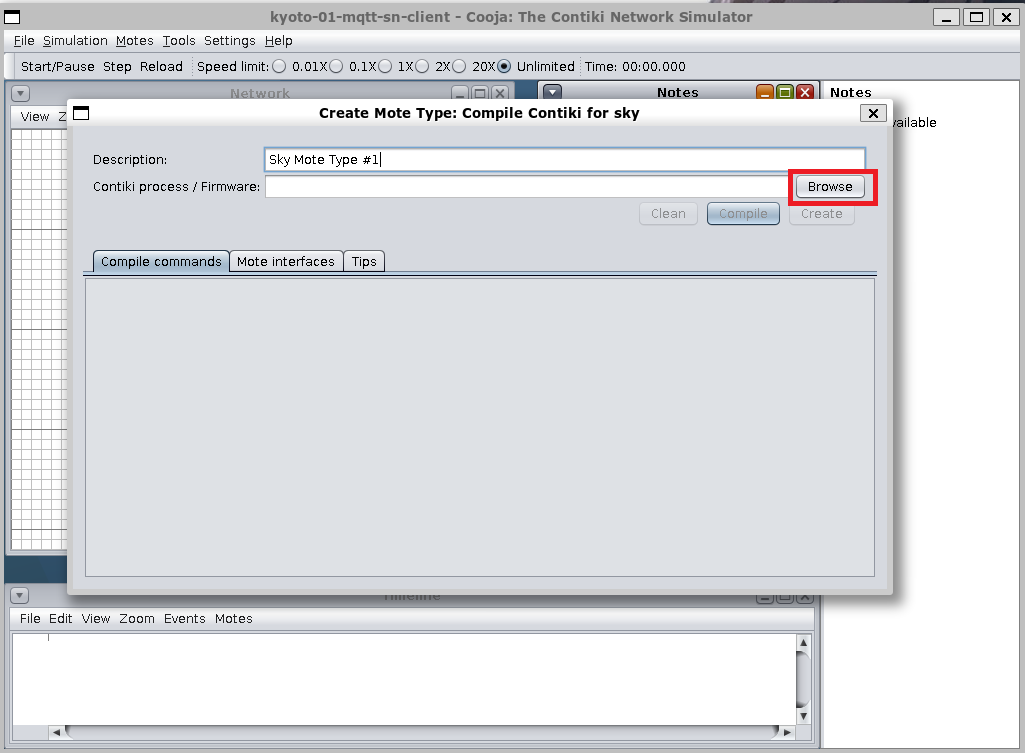 kyoto-01-mqtt-sn-client - Cooja: The Contiki Network Simulator
File Simulation Motes Tools Settings Help
Start/Pause Step Reload Speed limit: 0.01X 0.1X 1X 2X 20X Unlimited Time: 00:00.000
Network
Notes
Notes
View Z
Create Mote Type: Compile Contiki for sky
vailable
Description: Sky Mote Type #1
Contiki process / Firmware: Browse
Clean Compile Create
Compile commands Mote interfaces Tips
Timeline
File Edit View Zoom Events Motes